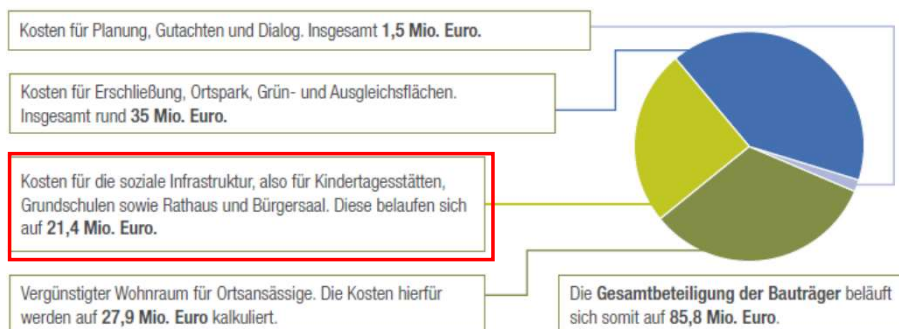 Kosten für Planung, Gutachten und Dialog. Insgesamt 1,5 Mio. Euro.
Kosten für Erschließung, Ortspark, Grün- und Ausgleichsflächen.
Insgesamt rund 35 Mio. Euro.
Kosten für die soziale Infrastruktur, also für Kindertagesstätten,
Grundschulen sowie Rathaus und Bürgersaal. Diese belaufen sich
auf 21,4 Mio. Euro.
Vergünstigter Wohnraum für Ortsansässige. Die Kosten hierfür
werden auf 27,9 Mio. Euro kalkuliert.
Die Gesamtbeteiligung der Bauträger beläuft
sich somit auf 85,8 Mio. Euro.